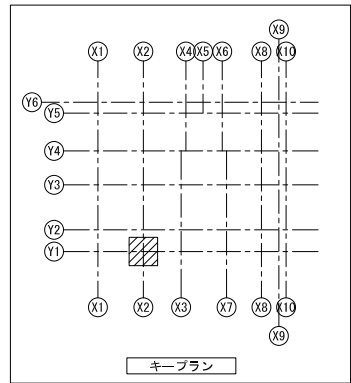 X9
X1 X2 X4 X5 X6 X8 X10
Y6
Y5
Y4
Y3
Y2
Y1
X1 X2 X3 X7 X8 X10
X9
キープラン